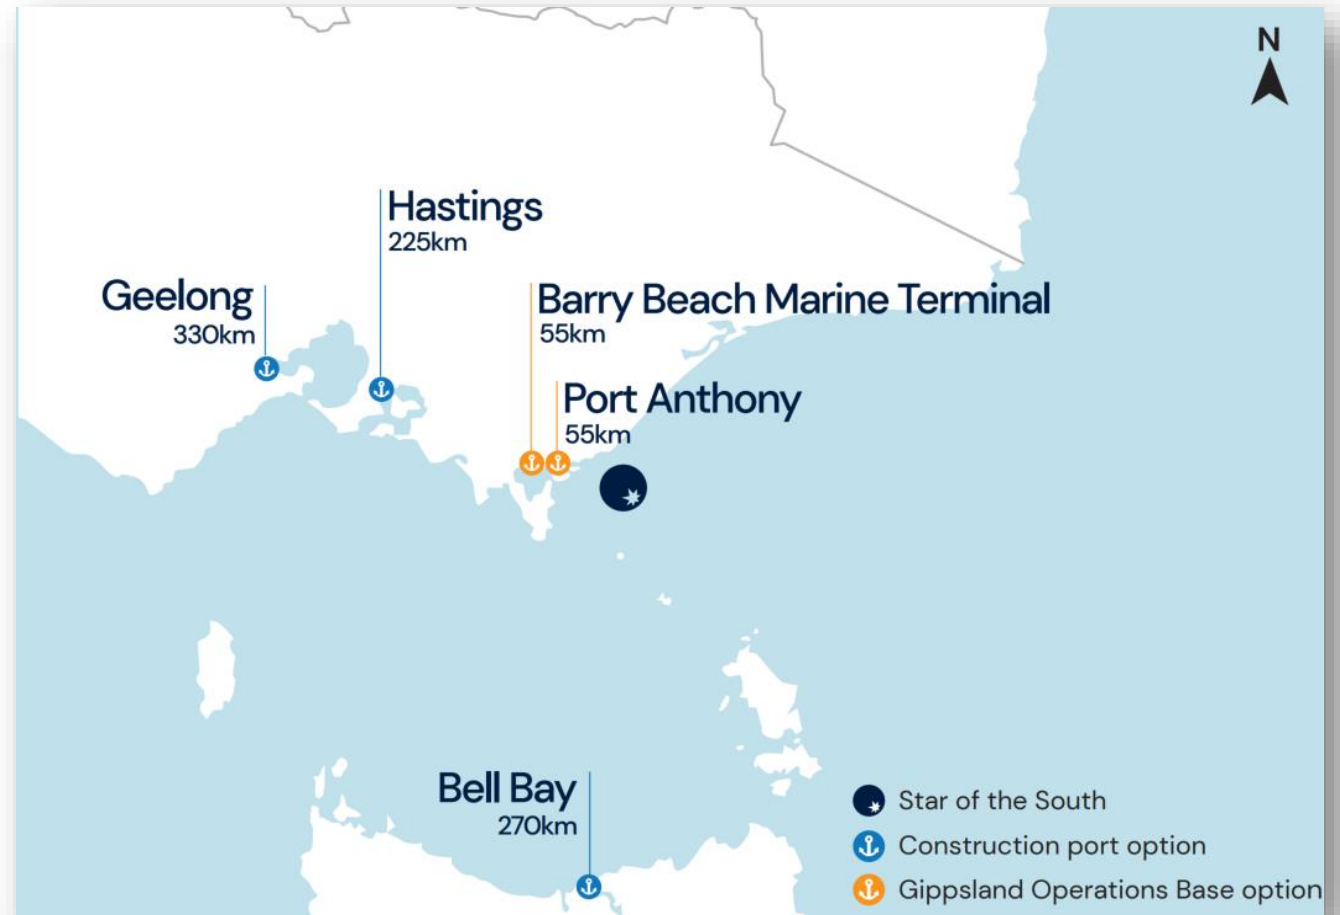 N
Hastings
225km
Geelong
330km
Barry Beach Marine Terminal
55km
Port Anthony
55km
Bell Bay
270km
Star of the South
Construction port option
Gippsland Operations Base option